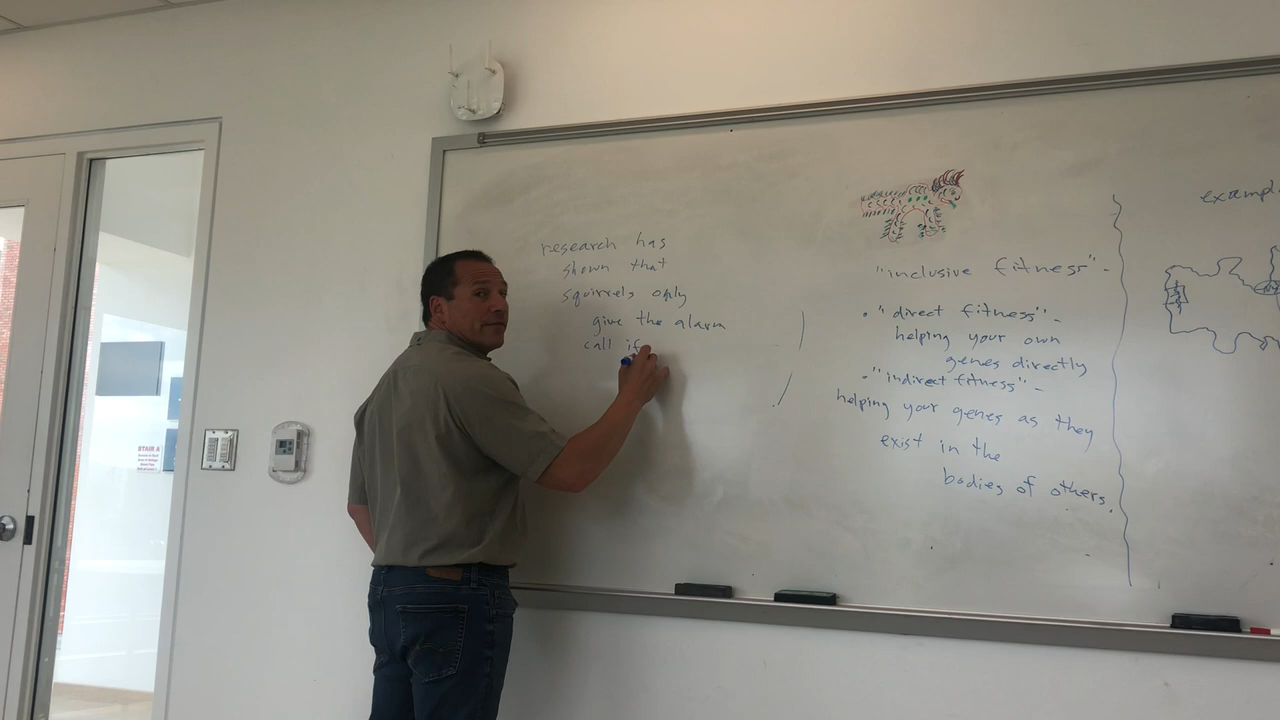 research has
shown that
squirrels only
give the alarm
call if
"inclusive fitness" -
• "direct fitness" -
helping your own
genes directly
• "indirect fitness" -
helping your genes as they
exist in the
bodies of others.
STAIR A